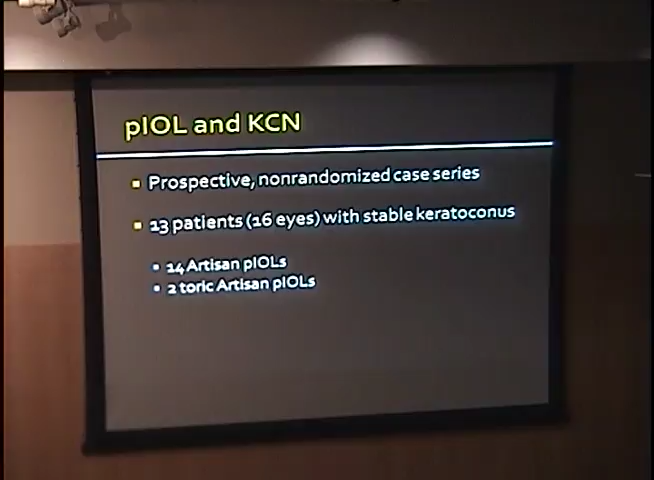 pIOL and KCN
Prospective, nonrandomized case series
13 patients (16 eyes) with stable keratoconus
14 Artisan pIOLs
2 toric Artisan pIOLs